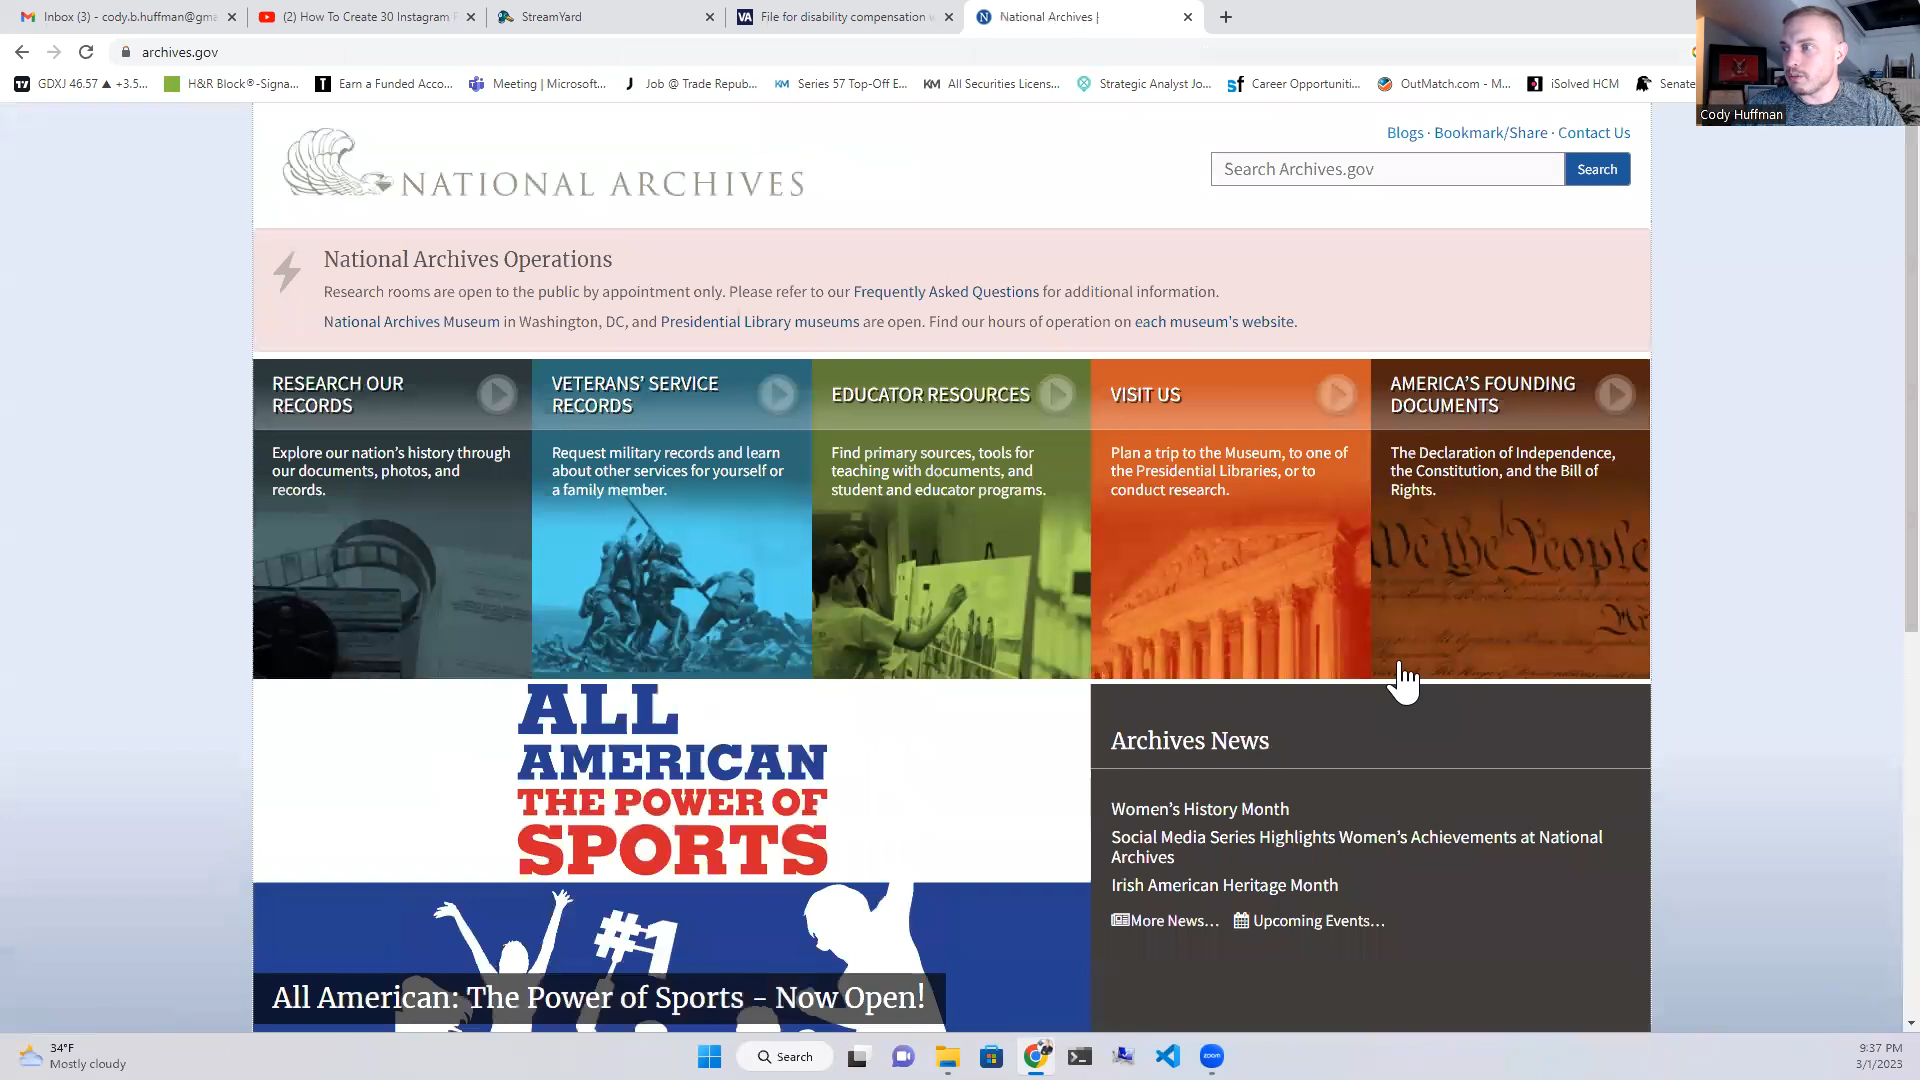 Inbox (3) - cody.b.huffman@gma
(2) How To Create 30 Instagram
StreamYard
File for disability compensation
National Archives |
archives.gov
GDXJ 46.57 ▲ +3.5...
H&R Block®-Signa...
Earn a Funded Acco...
Meeting | Microsoft...
Job @ Trade Repub...
Series 57 Top-Off E...
All Securities Licens...
Strategic Analyst Jo...
Career Opportuniti...
OutMatch.com - M...
iSolved HCM
Senate
Cody Huffman
Blogs · Bookmark/Share · Contact Us
NATIONAL ARCHIVES
Search Archives.gov
Search
National Archives Operations
Research rooms are open to the public by appointment only. Please refer to our Frequently Asked Questions for additional information.
National Archives Museum in Washington, DC, and Presidential Library museums are open. Find our hours of operation on each museum's website.
RESEARCH OUR
RECORDS
Explore our nation's history through
our documents, photos, and
records.
VETERANS' SERVICE
RECORDS
Request military records and learn
about other services for yourself or
a family member.
EDUCATOR RESOURCES
Find primary sources, tools for
teaching with documents, and
student and educator programs.
VISIT US
Plan a trip to the Museum, to one of
the Presidential Libraries, or to
conduct research.
AMERICA'S FOUNDING
DOCUMENTS
The Declaration of Independence,
the Constitution, and the Bill of
Rights.
We the People
ALL
AMERICAN
THE POWER OF
SPORTS
#1
All American: The Power of Sports - Now Open!
Archives News
Women's History Month
Social Media Series Highlights Women's Achievements at National
Archives
Irish American Heritage Month
More News...
Upcoming Events...
34°F
Mostly cloudy
Search
zoom
9:37 PM
3/1/2023